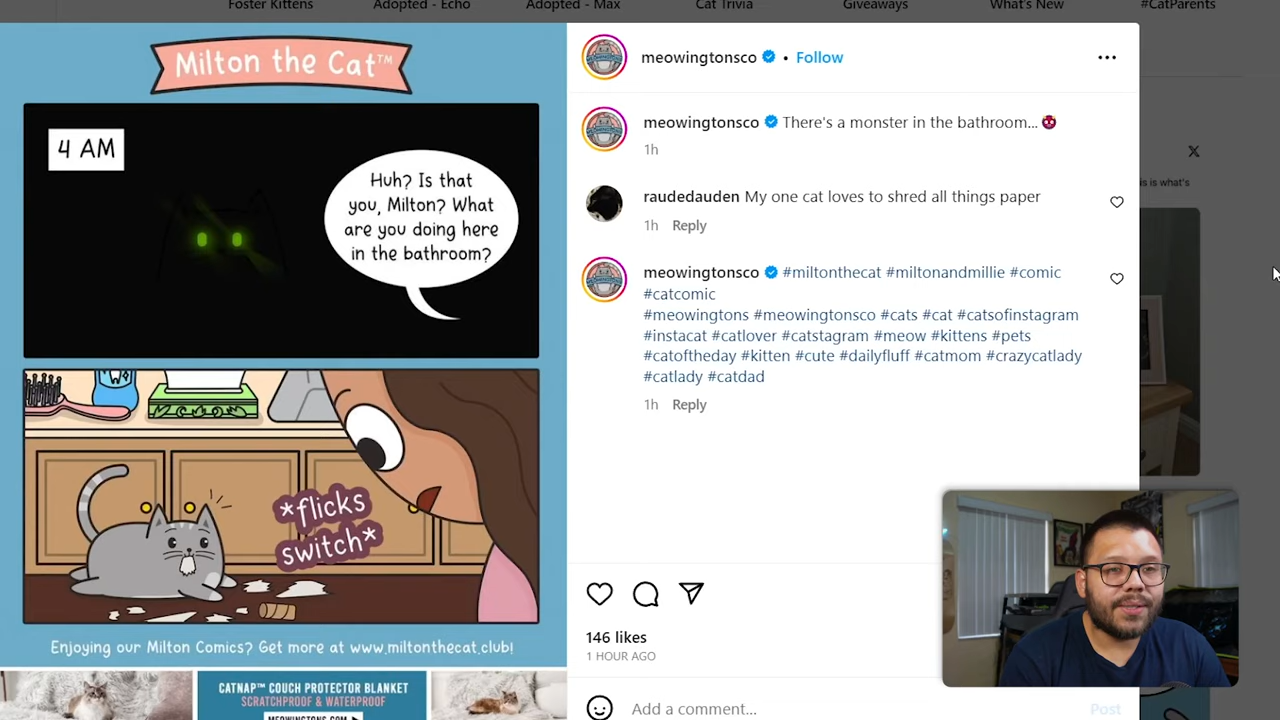 Foster Kittens
Adopted - Echo
Adopted - Max
Cat Trivia
Giveaways
What's New
#CatParents
Milton the Cat™
4 AM
Huh? Is that
you, Milton? What
are you doing here
in the bathroom?
*flicks
switch*
Enjoying our Milton Comics? Get more at www.miltonthecat.club!
CATNAP™ COUCH PROTECTOR BLANKET
SCRATCHPROOF & WATERPROOF
MEOWINGTONS.COM
meowingtonsco • Follow
meowingtonsco There's a monster in the bathroom...
1h
raudedauden My one cat loves to shred all things paper
1h Reply
meowingtonsco #miltonthecat #miltonandmillie #comic
#catcomic
#meowingtons #meowingtonsco #cats #cat #catsofinstagram
#instacat #catlover #catstagram #meow #kittens #pets
#catoftheday #kitten #cute #dailyfluff #catmom #crazycatlady
#catlady #catdad
1h Reply
146 likes
1 HOUR AGO
Add a comment...
Post
is is what's